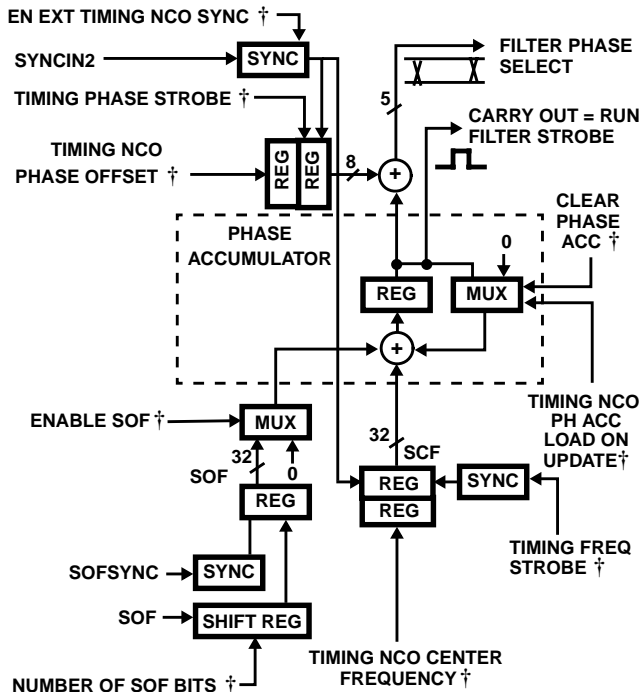 EN EXT TIMING NCO SYNC †
SYNCIN2
SYNC
TIMING PHASE STROBE †
TIMING NCO
PHASE OFFSET †
REG
REG
8
5
+
FILTER PHASE
SELECT
CARRY OUT = RUN
FILTER STROBE
CLEAR
PHASE
ACC †
PHASE
ACCUMULATOR
0
REG
MUX
+
TIMING NCO
PH ACC
LOAD ON
UPDATE†
ENABLE SOF†
MUX
32
SOF
0
REG
32
SCF
REG
REG
SYNC
TIMING FREQ
STROBE †
SOFSYNC
SYNC
SOF
SHIFT REG
NUMBER OF SOF BITS †
TIMING NCO CENTER
FREQUENCY†